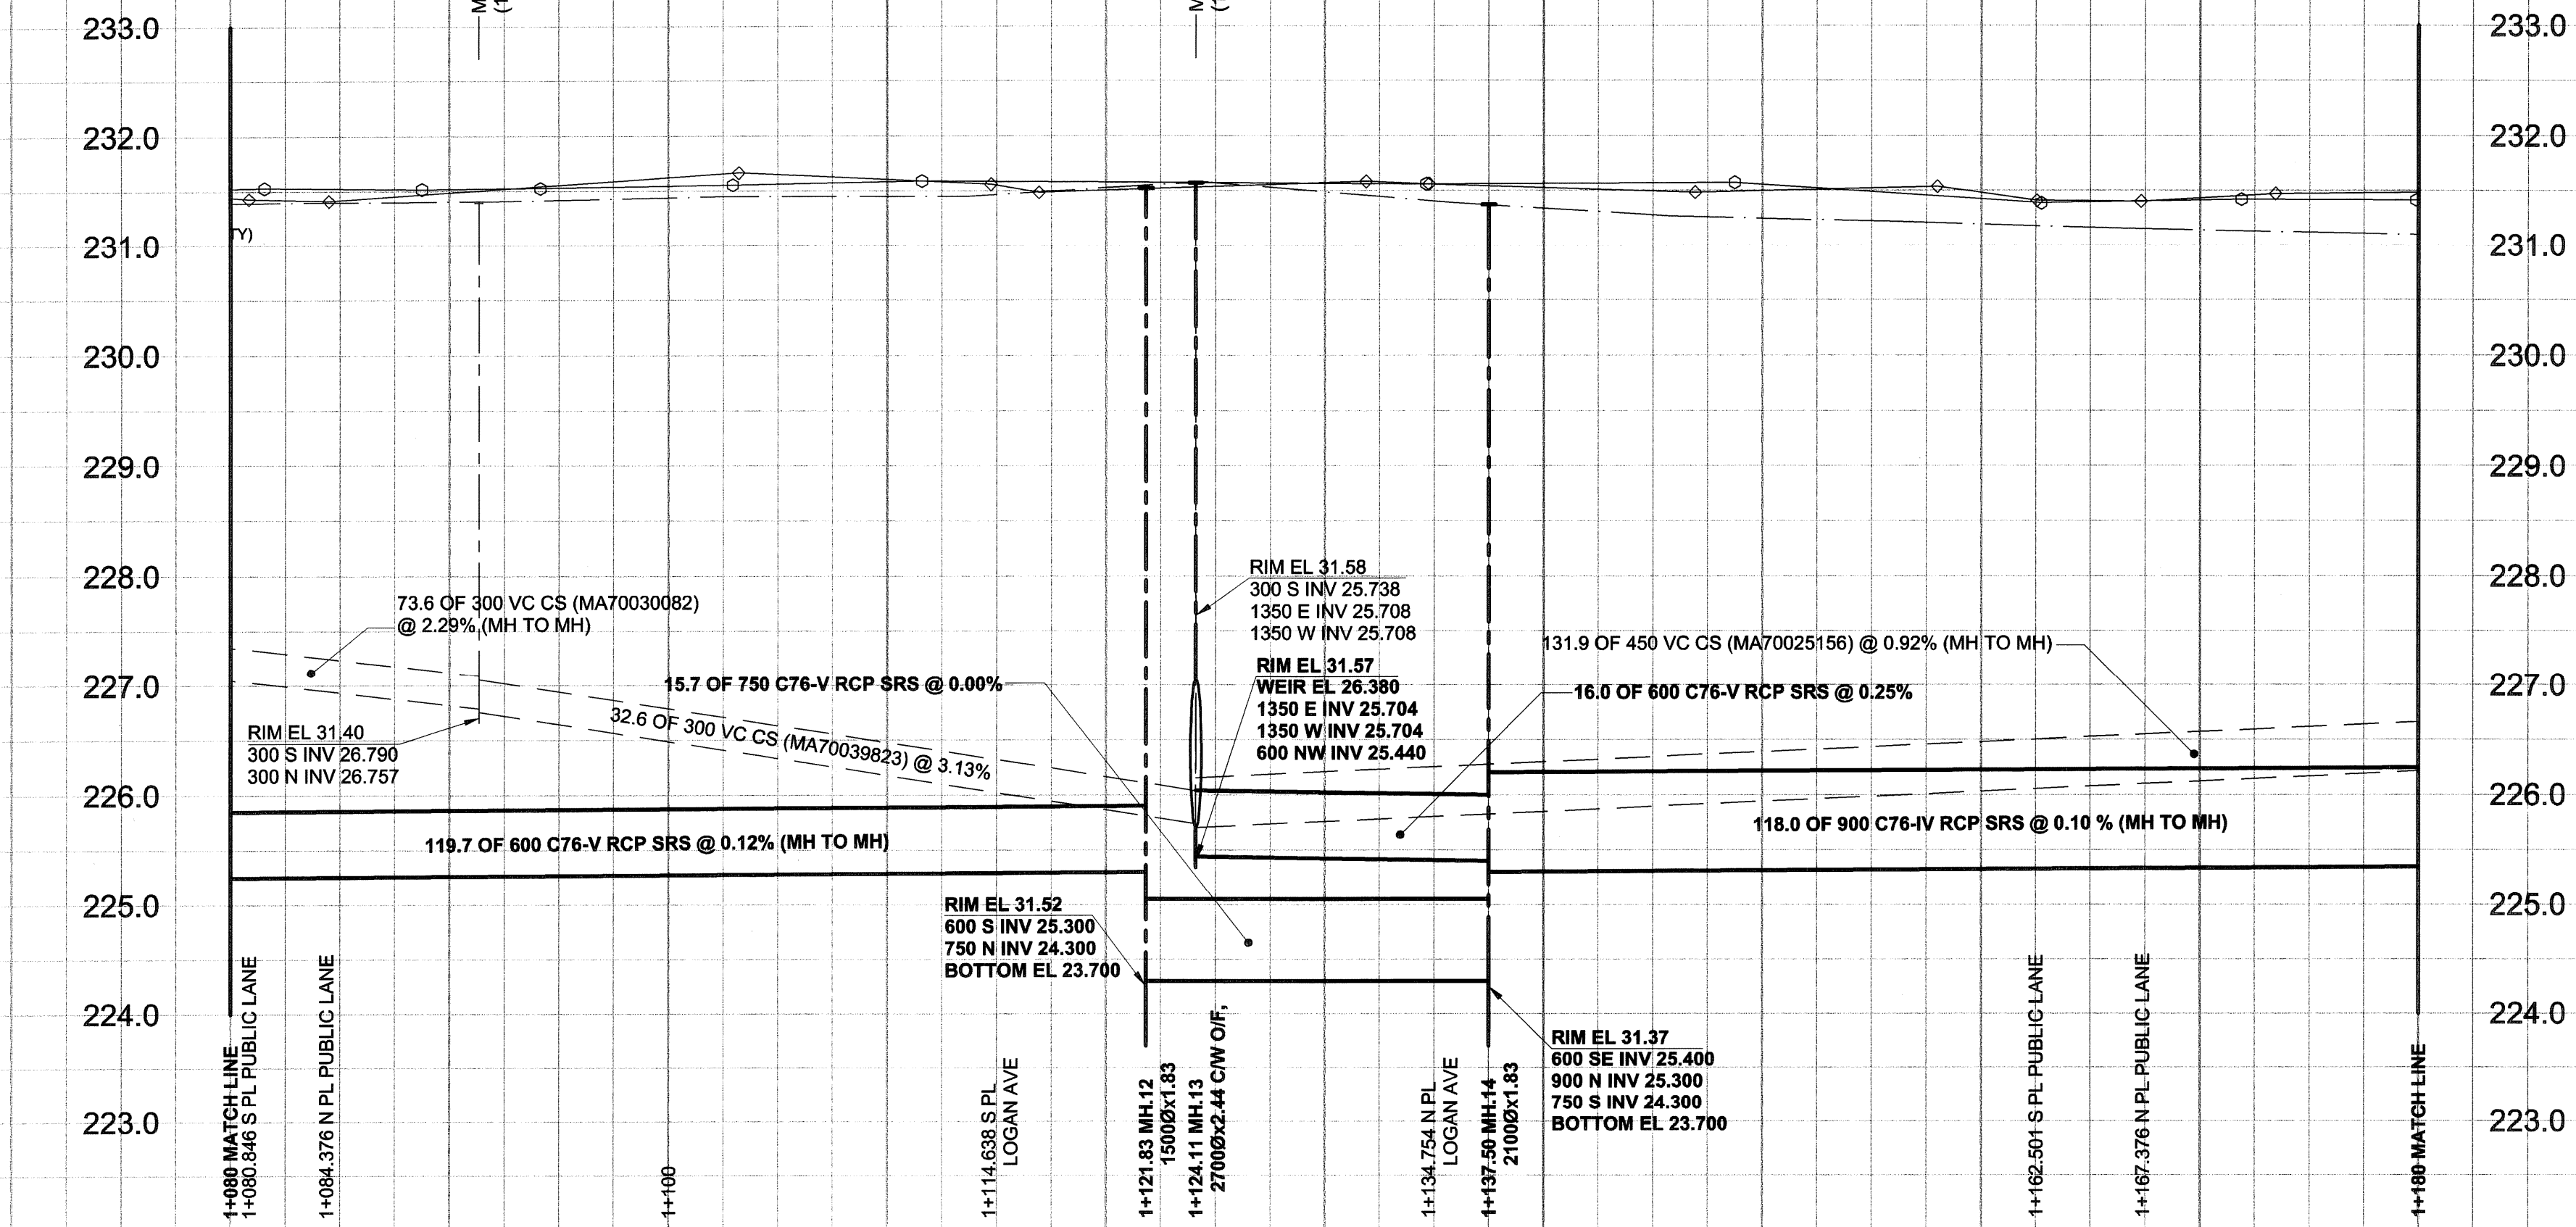 233.0
233.0
232.0
232.0
TY)
231.0
231.0
230.0
230.0
229.0
229.0
228.0
228.0
227.0
227.0
226.0
226.0
225.0
225.0
224.0
224.0
223.0
223.0
73.6 OF 300 VC CS (MA70030082)
@ 2.29% (MH TO MH)
RIM EL 31.40
300 S INV 26.790
300 N INV 26.757
15.7 OF 750 C76-V RCP SRS @ 0.00%
32.6 OF 300 VC CS (MA70039823) @ 3.13%
119.7 OF 600 C76-V RCP SRS @ 0.12% (MH TO MH)
RIM EL 31.58
300 S INV 25.738
1350 E INV 25.708
1350 W INV 25.708
RIM EL 31.57
WEIR EL 26.380
1350 E INV 25.704
1350 W INV 25.704
600 NW INV 25.440
131.9 OF 450 VC CS (MA70025156) @ 0.92% (MH TO MH)
16.0 OF 600 C76-V RCP SRS @ 0.25%
118.0 OF 900 C76-IV RCP SRS @ 0.10 % (MH TO MH)
RIM EL 31.52
600 S INV 25.300
750 N INV 24.300
BOTTOM EL 23.700
RIM EL 31.37
600 SE INV 25.400
900 N INV 25.300
750 S INV 24.300
BOTTOM EL 23.700
1+080 MATCH LINE
1+080.846 S PL PUBLIC LANE
1+084.376 N PL PUBLIC LANE
1+100
1+114.638 S PL
LOGAN AVE
1+121.83 MH.12
1500Øx1.83
1+124.11 MH.13
2700Øx2.44 C/W O/F,
1+134.754 N PL
LOGAN AVE
1+137.50 MH.14
2100Øx1.83
1+162.501 S PL PUBLIC LANE
1+167.376 N PL PUBLIC LANE
1+180 MATCH LINE